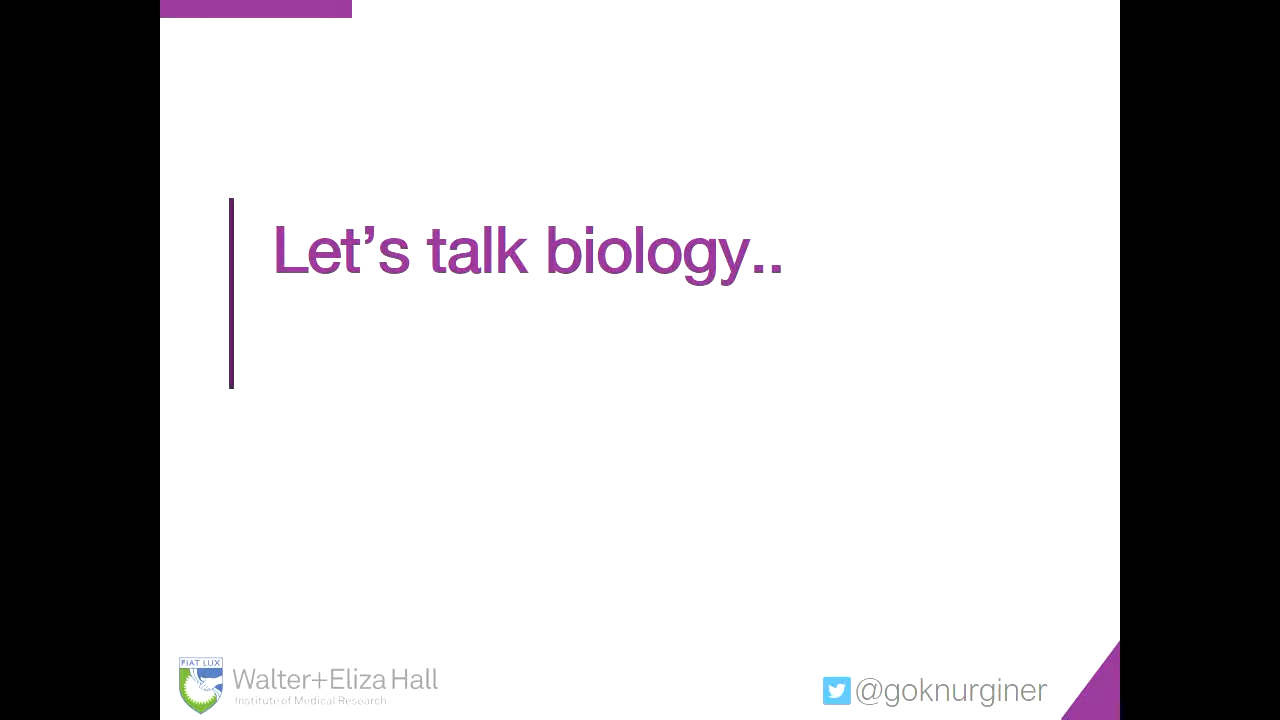 Let’s talk biology..
FIAT LUX
Walter+Eliza Hall
Institute of Medical Research
@goknurginer